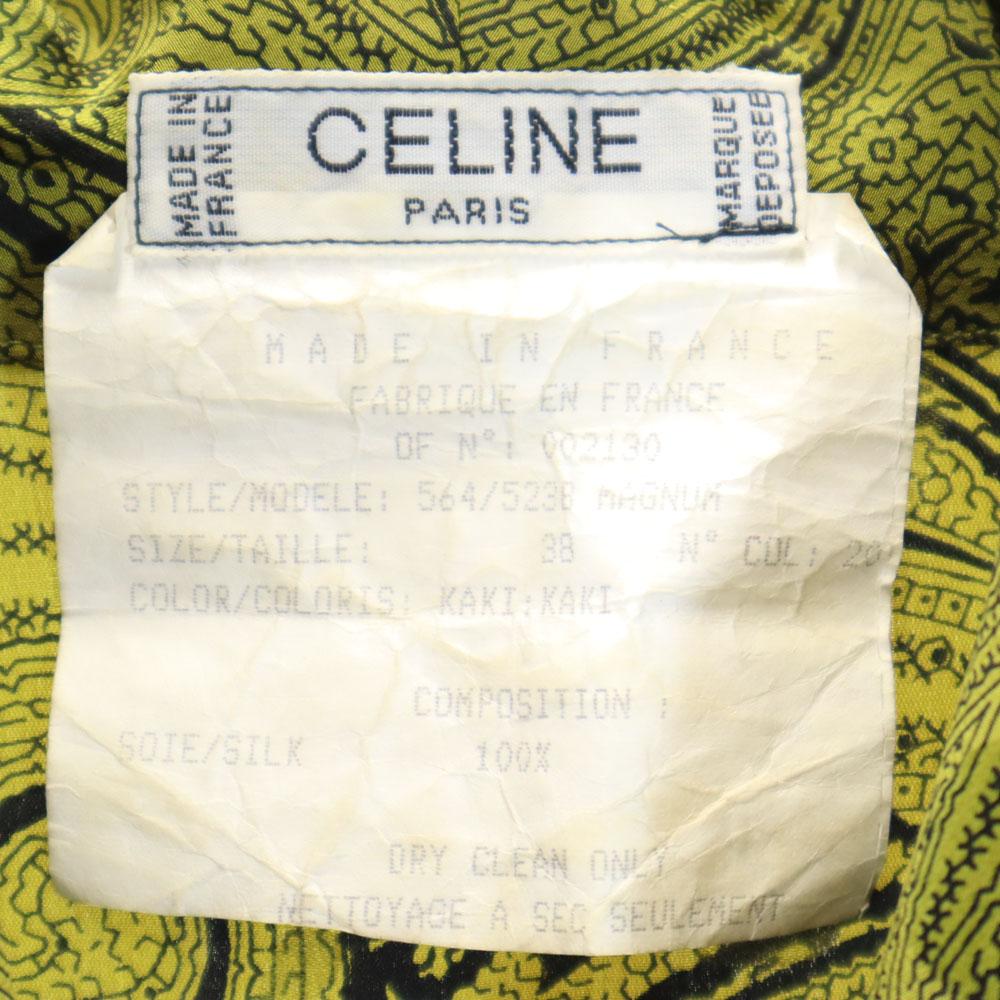 MADE IN
FRANCE
CELINE
PARIS
MARQUE
DEPOSEE
MADE IN FRANCE
FABRIQUE EN FRANCE
OF N°: 002130
STYLE/MODELE: 564/523B MAGNUM
SIZE/TAILLE: 38 N° COL: 20
COLOR/COLORIS: KAKI:KAKI
COMPOSITION :
SOIE/SILK 100%
DRY CLEAN ONLY
NETTOYAGE A SEC SEULEMENT